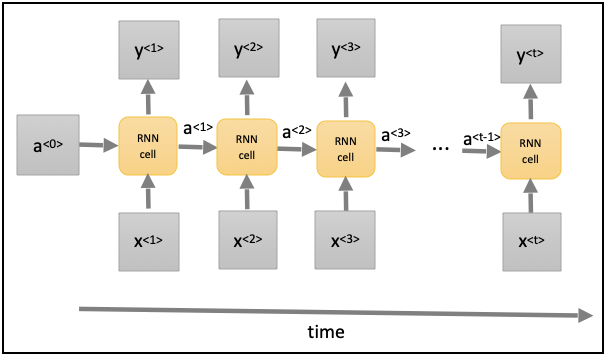 y<1> y<2> y<3> y<t>
a<0> RNN cell a<1> RNN cell a<2> RNN cell a<3> ... a<t-1> RNN cell
x<1> x<2> x<3> x<t>
time